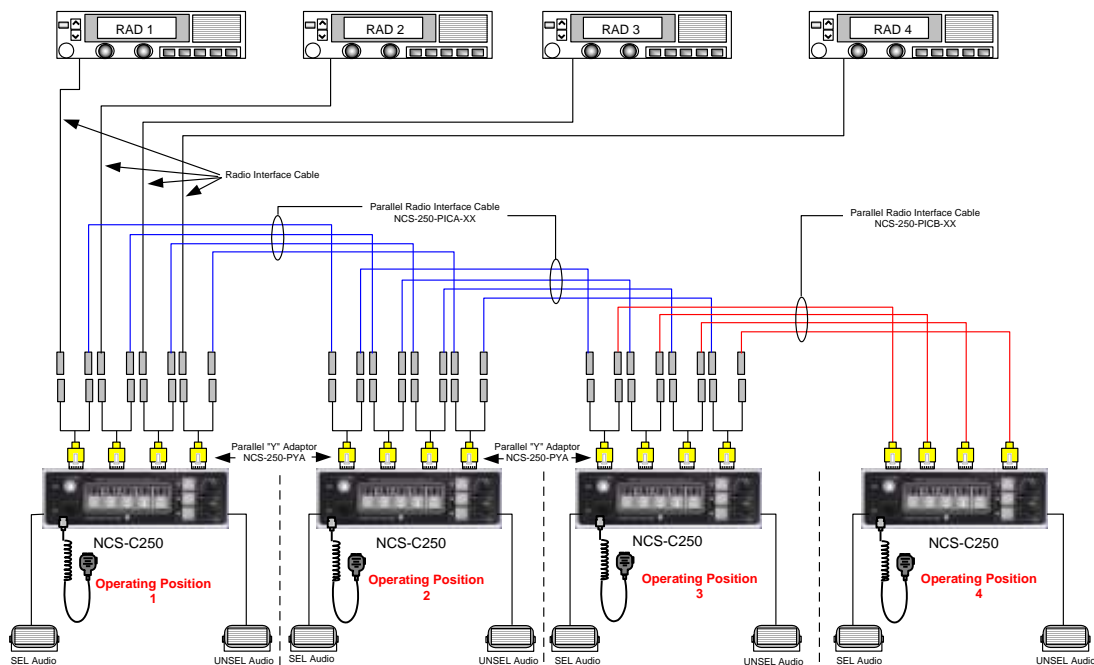 RAD 1
RAD 2
RAD 3
RAD 4
Radio Interface Cable
Parallel Radio Interface Cable
NCS-250-PICA-XX
Parallel Radio Interface Cable
NCS-250-PICB-XX
Parallel "Y" Adaptor
NCS-250-PYA
Parallel "Y" Adaptor
NCS-250-PYA
NCS-C250
NCS-C250
NCS-C250
NCS-C250
Operating Position
1
Operating Position
2
Operating Position
3
Operating Position
4
SEL Audio
UNSEL Audio
SEL Audio
UNSEL Audio
SEL Audio
UNSEL Audio
SEL Audio
UNSEL Audio